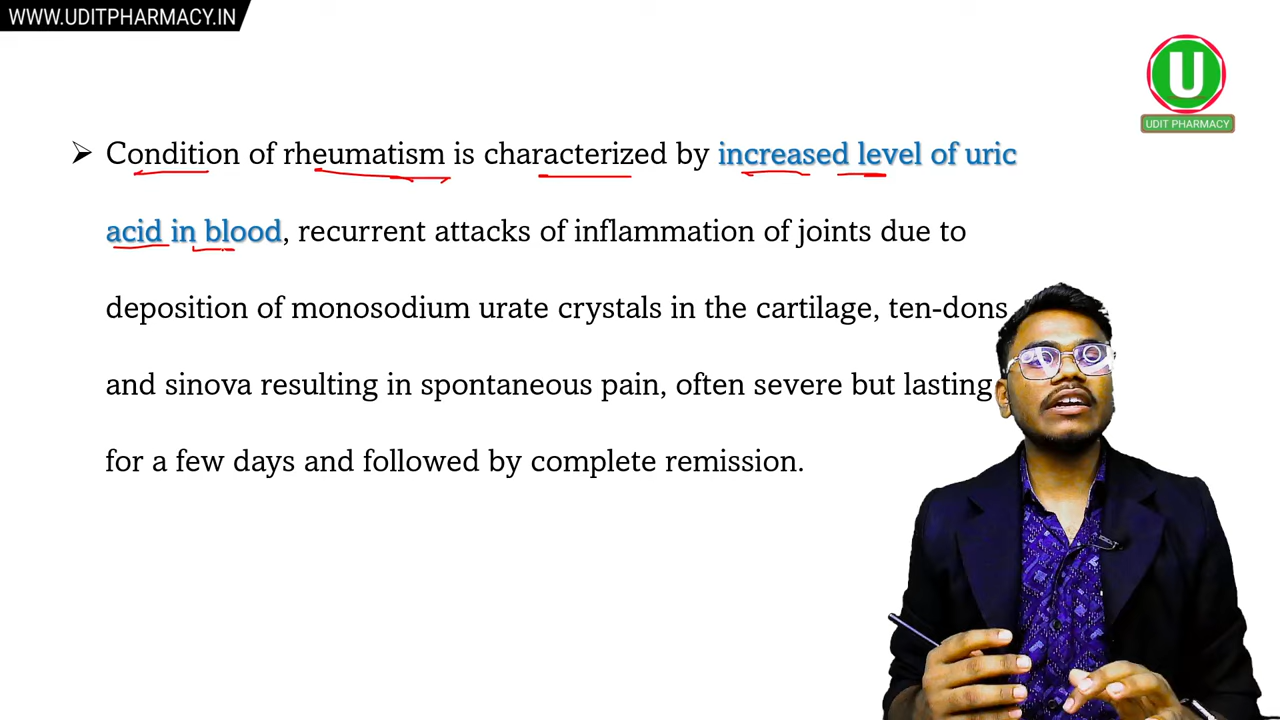 WWW.UDITPHARMACY.IN
U
UDIT PHARMACY
➢ Condition of rheumatism is characterized by increased level of uric
acid in blood, recurrent attacks of inflammation of joints due to
deposition of monosodium urate crystals in the cartilage, ten-dons
and sinova resulting in spontaneous pain, often severe but lasting
for a few days and followed by complete remission.